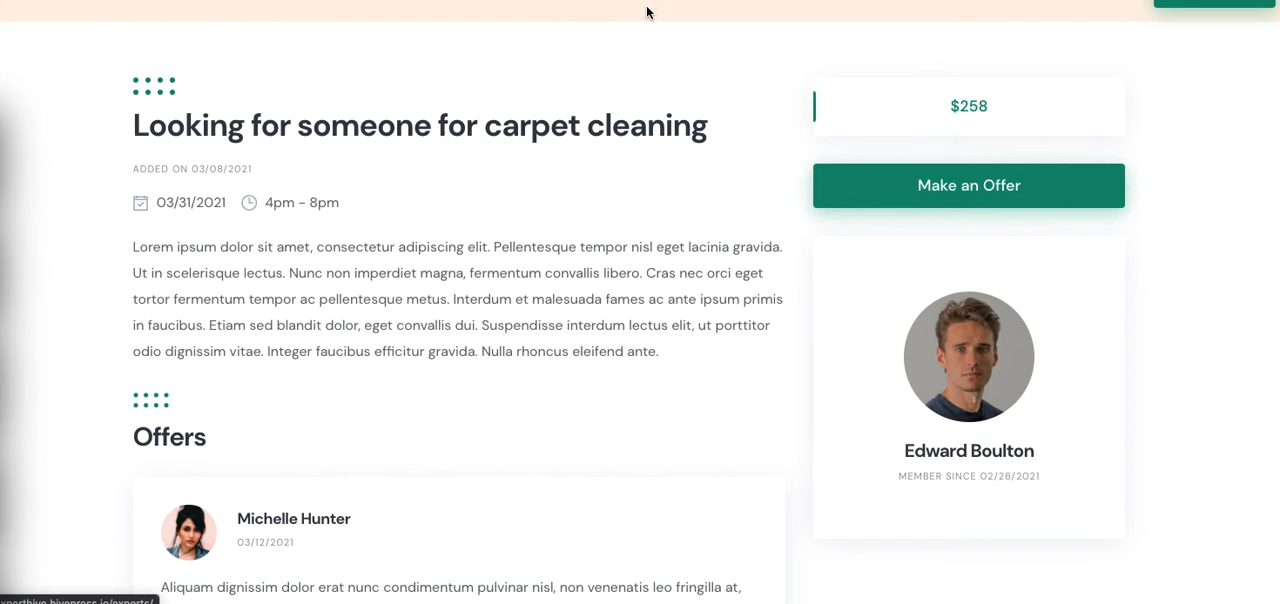 Looking for someone for carpet cleaning
ADDED ON 03/08/2021
03/31/2021 4pm - 8pm
Lorem ipsum dolor sit amet, consectetur adipiscing elit. Pellentesque tempor nisl eget lacinia gravida.
Ut in scelerisque lectus. Nunc non imperdiet magna, fermentum convallis libero. Cras nec orci eget
tortor fermentum tempor ac pellentesque metus. Interdum et malesuada fames ac ante ipsum primis
in faucibus. Etiam sed blandit dolor, eget convallis dui. Suspendisse interdum lectus elit, ut porttitor
odio dignissim vitae. Integer faucibus efficitur gravida. Nulla rhoncus eleifend ante.
Offers
Michelle Hunter
03/12/2021
Aliquam dignissim dolor erat nunc condimentum pulvinar nisl, non venenatis leo fringilla at,
$258
Make an Offer
Edward Boulton
MEMBER SINCE 02/26/2021